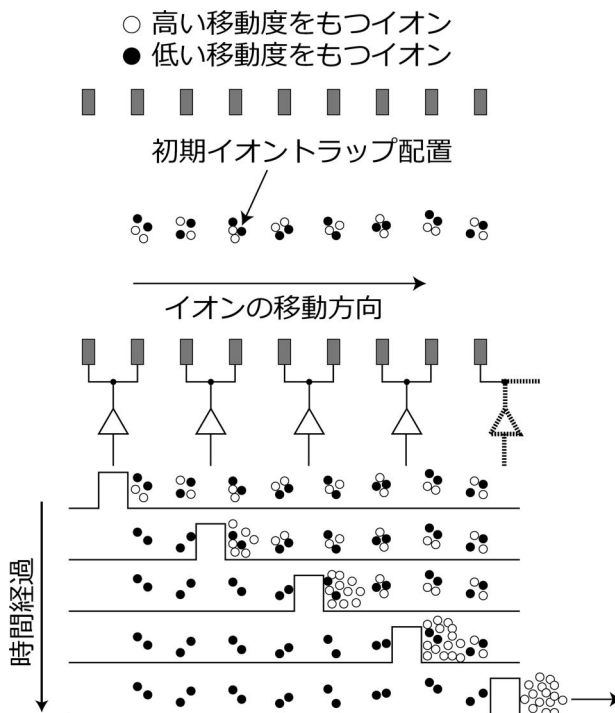 高い移動度をもつイオン
低い移動度をもつイオン
初期イオントラップ配置
イオンの移動方向
時間経過